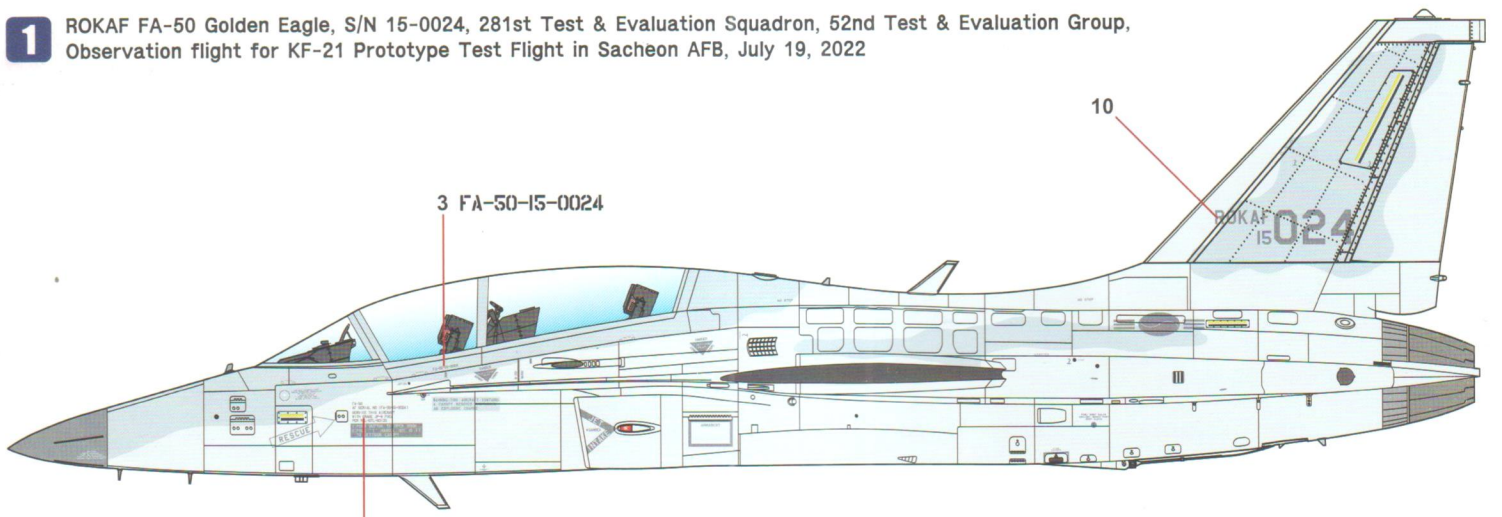 1
ROKAF FA-50 Golden Eagle, S/N 15-0024, 281st Test & Evaluation Squadron, 52nd Test & Evaluation Group,
Observation flight for KF-21 Prototype Test Flight in Sacheon AFB, July 19, 2022
10
ROKAF
15 024
3 FA-50-15-0024
RESCUE